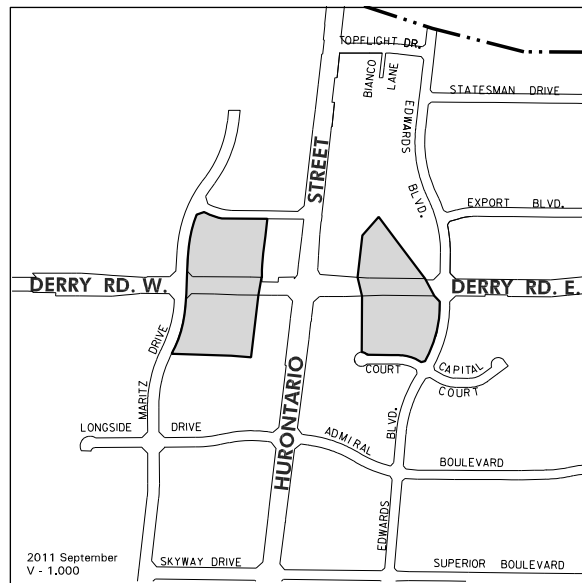 TOPFLIGHT DR.
BIANCO
LANE
STATESMAN DRIVE
EDWARDS
BLVD.
STREET
EXPORT BLVD.
DERRY RD. W.
DERRY RD. E.
MARITZ
DRIVE
COURT
CAPITAL
COURT
HURONTARIO
LONGSIDE DRIVE
ADMIRAL
BOULEVARD
BLVD.
EDWARDS
2011 September
V - 1.000
SKYWAY DRIVE
SUPERIOR BOULEVARD